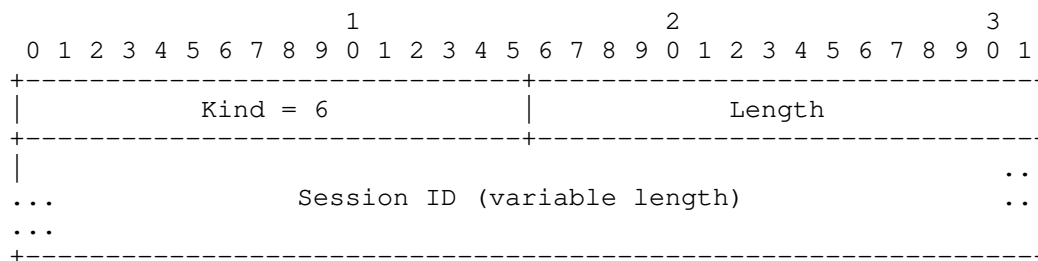 1                   2                   3
 0 1 2 3 4 5 6 7 8 9 0 1 2 3 4 5 6 7 8 9 0 1 2 3 4 5 6 7 8 9 0 1
+-------------------------------+-------------------------------
|           Kind = 6            |            Length
+-------------------------------+-------------------------------
|                                                             ..
...               Session ID (variable length)                ..
...
+---------------------------------------------------------------